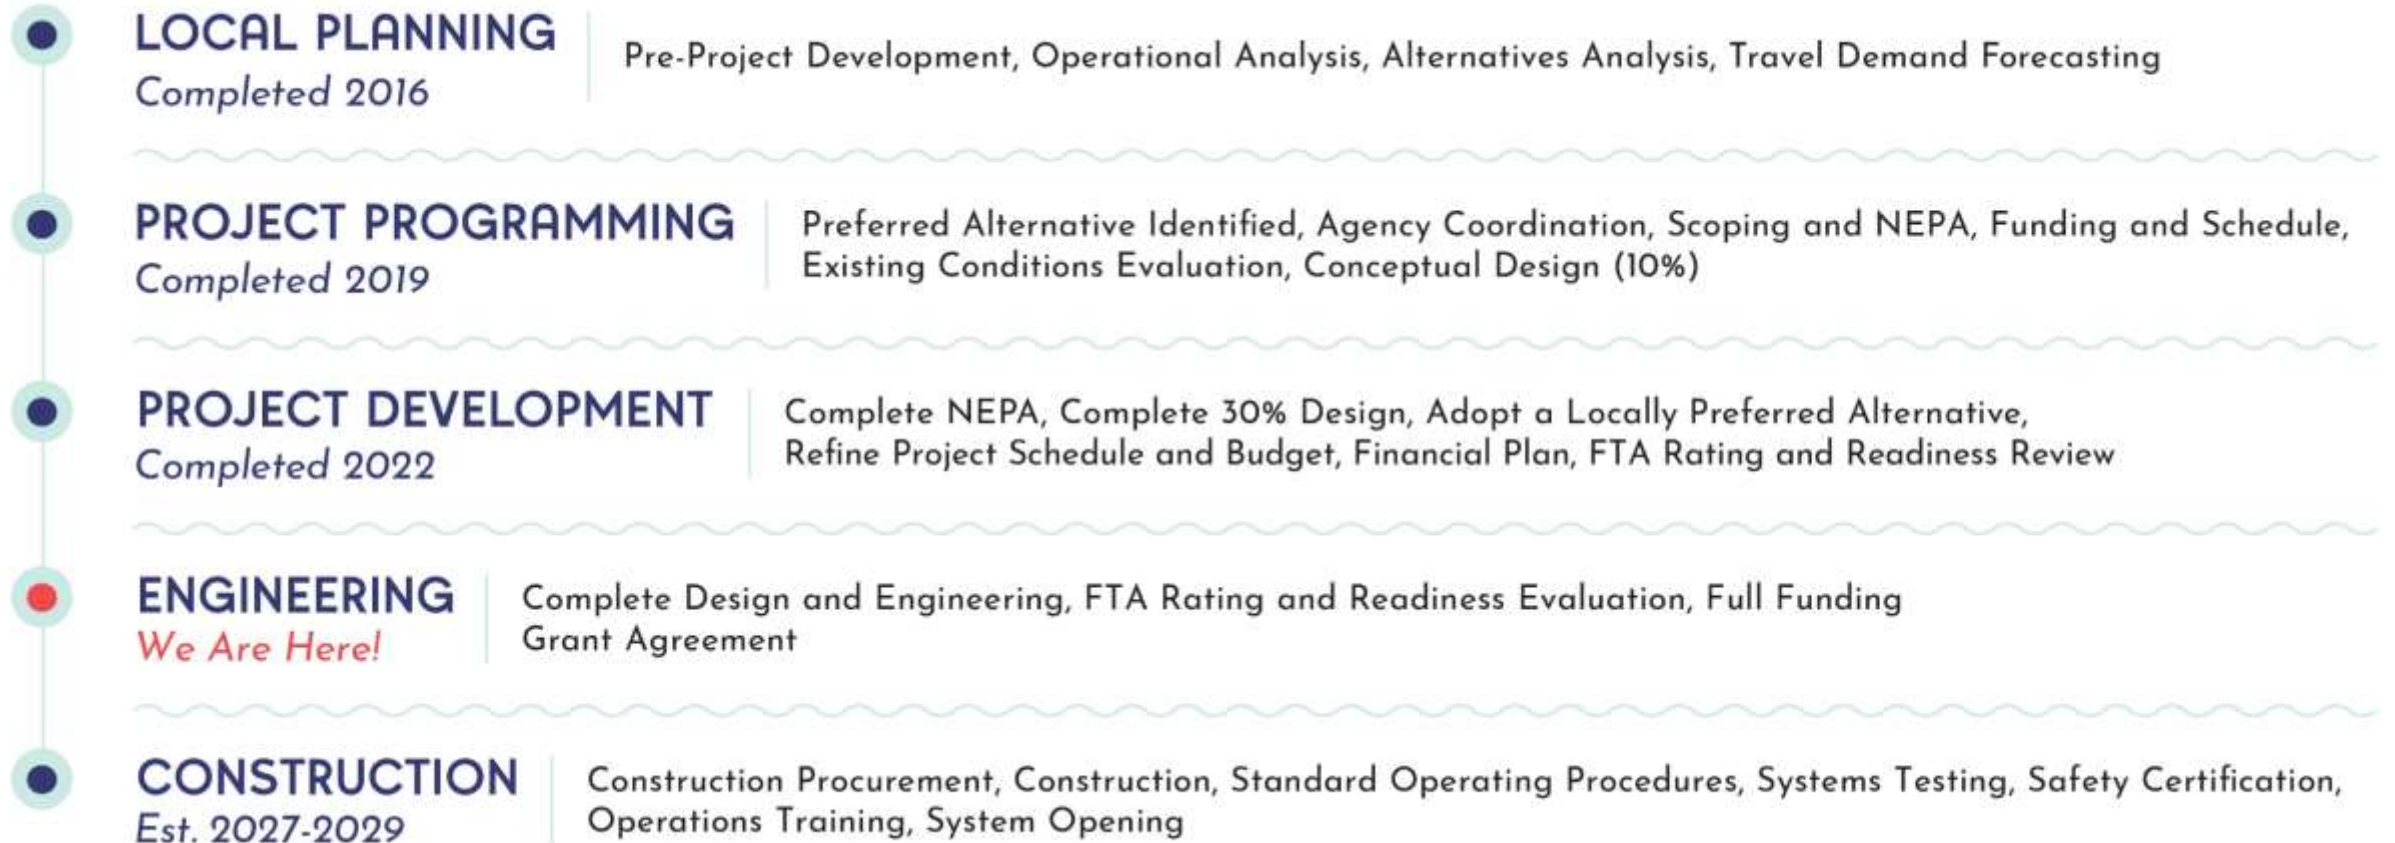 LOCAL PLANNING
Completed 2016
Pre-Project Development, Operational Analysis, Alternatives Analysis, Travel Demand Forecasting
PROJECT PROGRAMMING
Completed 2019
Preferred Alternative Identified, Agency Coordination, Scoping and NEPA, Funding and Schedule,
Existing Conditions Evaluation, Conceptual Design (10%)
PROJECT DEVELOPMENT
Completed 2022
Complete NEPA, Complete 30% Design, Adopt a Locally Preferred Alternative,
Refine Project Schedule and Budget, Financial Plan, FTA Rating and Readiness Review
ENGINEERING
We Are Here!
Complete Design and Engineering, FTA Rating and Readiness Evaluation, Full Funding
Grant Agreement
CONSTRUCTION
Est. 2027-2029
Construction Procurement, Construction, Standard Operating Procedures, Systems Testing, Safety Certification,
Operations Training, System Opening